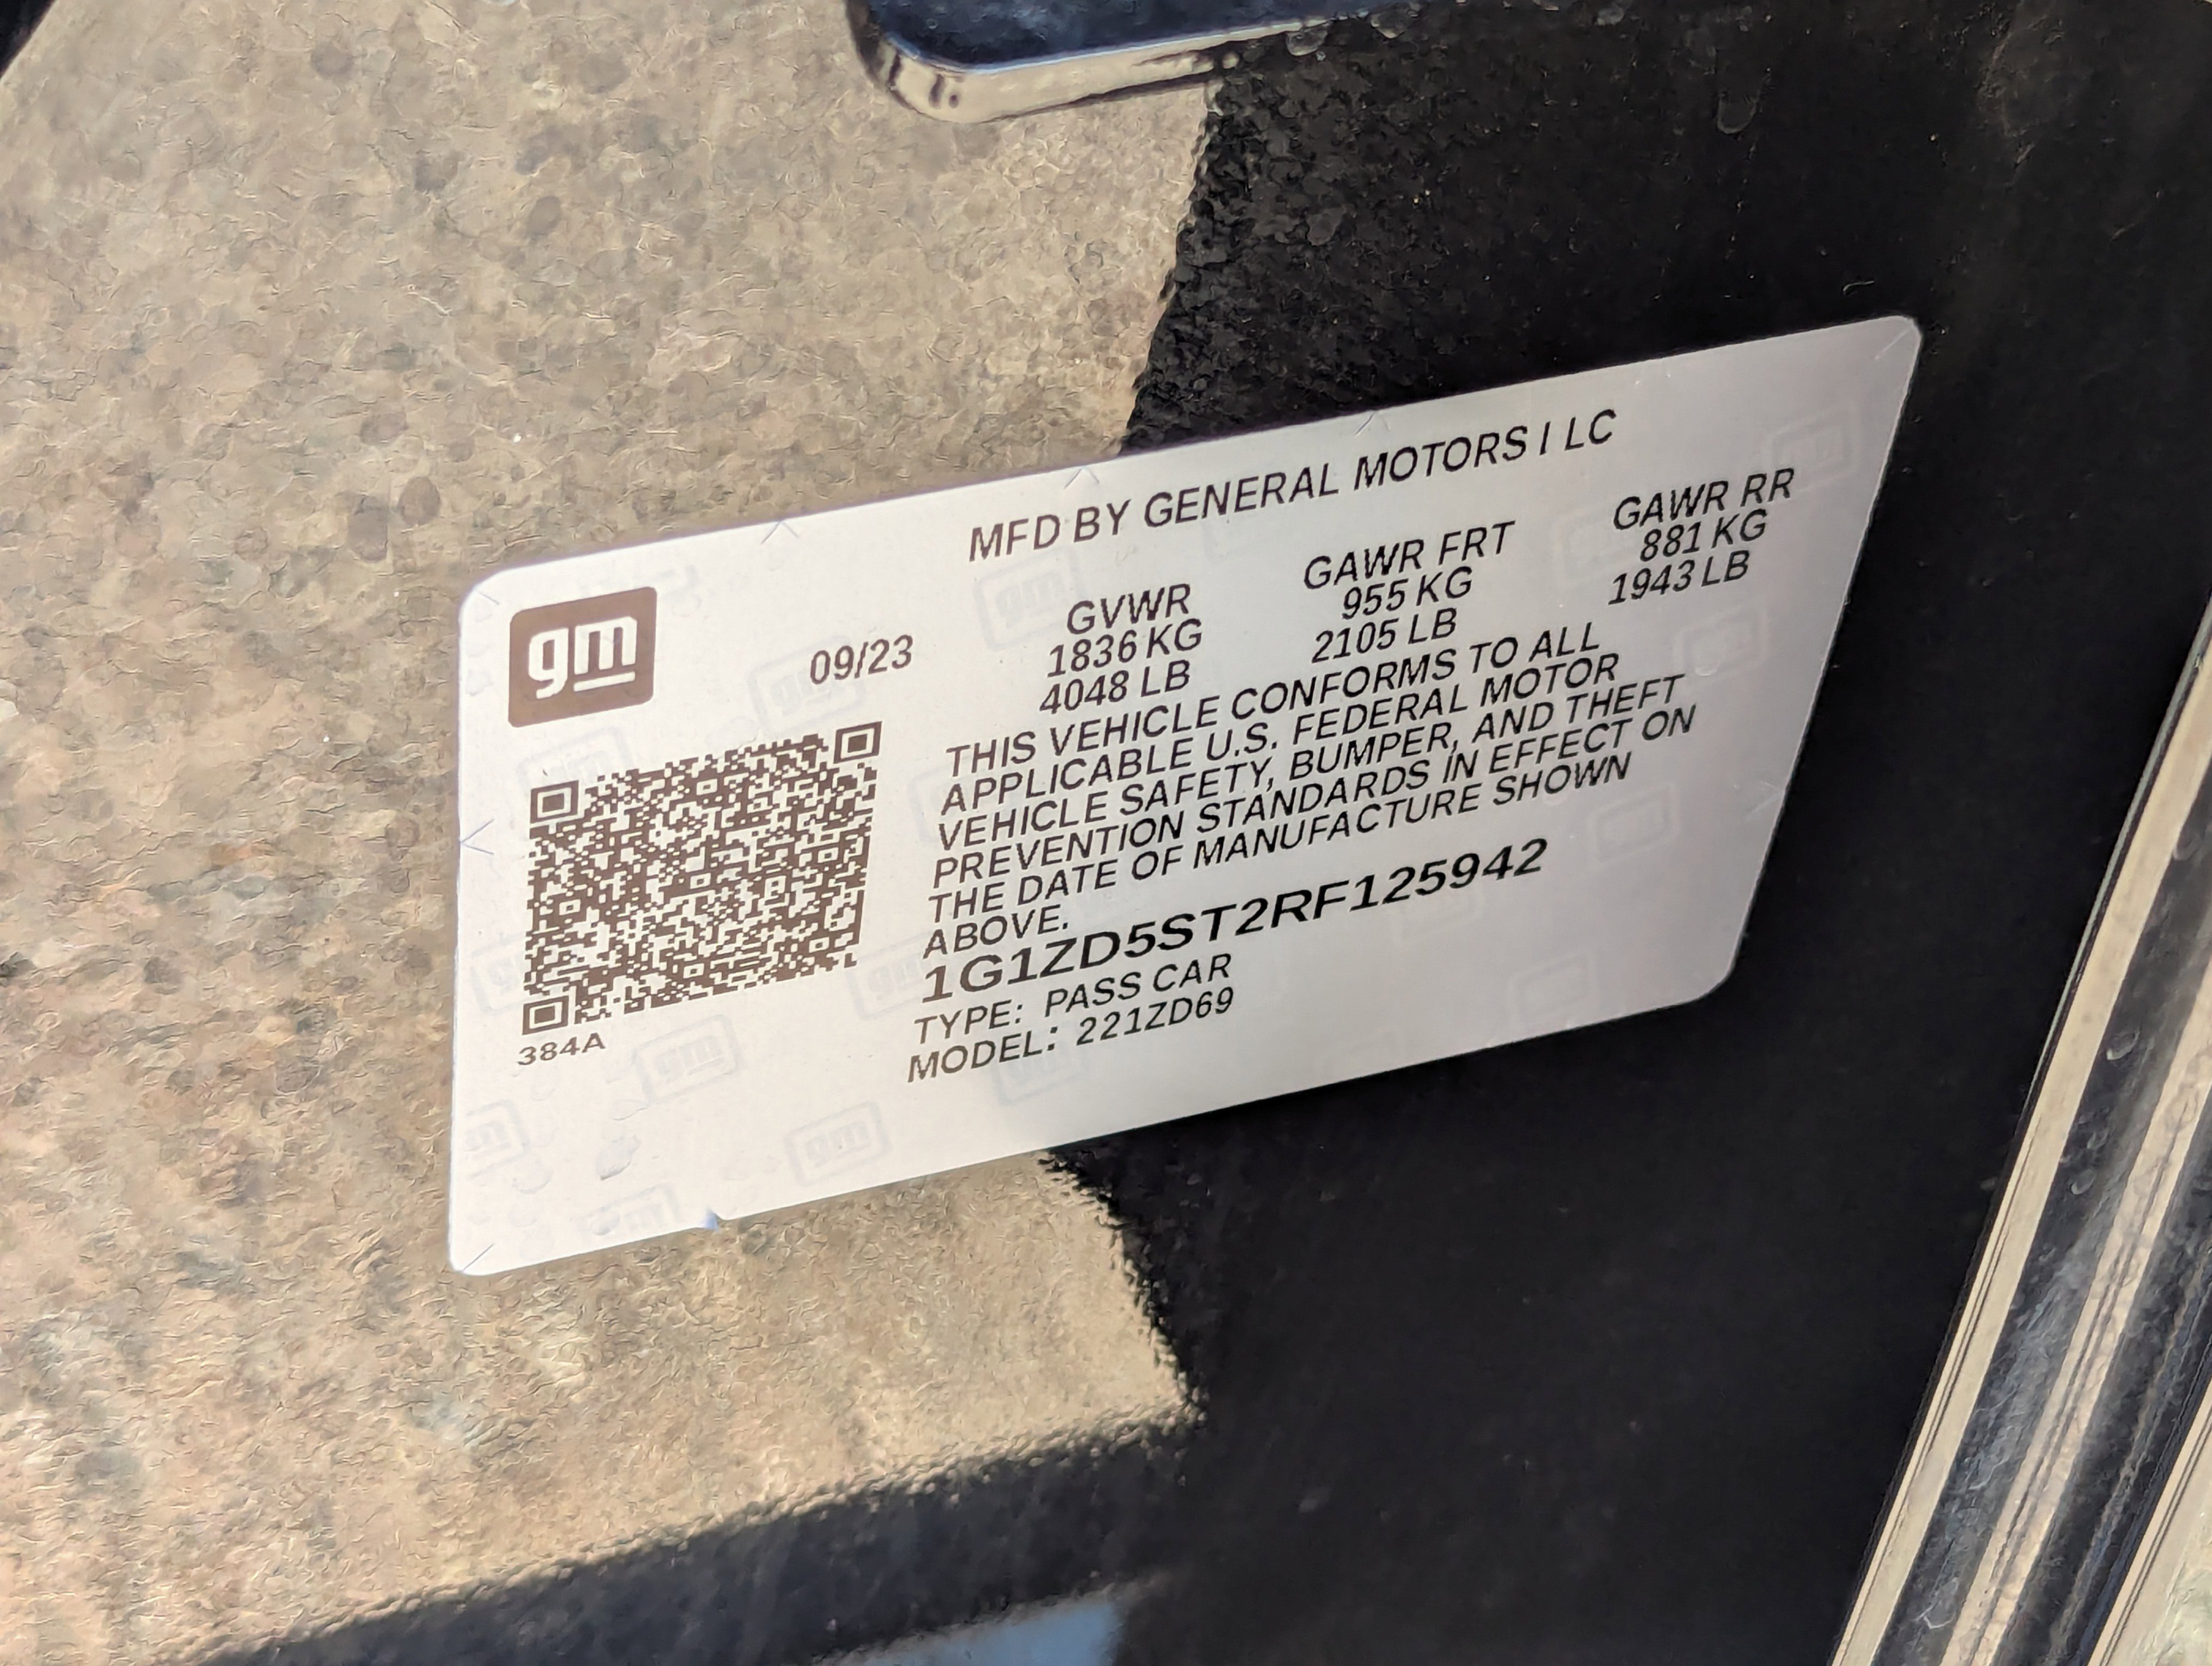 MFD BY GENERAL MOTORS LLC
gm
09/23
GVWR GAWR FRT GAWR RR
1836 KG 955 KG 881 KG
4048 LB 2105 LB 1943 LB
THIS VEHICLE CONFORMS TO ALL
APPLICABLE U.S. FEDERAL MOTOR
VEHICLE SAFETY, BUMPER, AND THEFT
PREVENTION STANDARDS IN EFFECT ON
THE DATE OF MANUFACTURE SHOWN
ABOVE.
1G1ZD5ST2RF125942
TYPE: PASS CAR
MODEL: 221ZD69
384A